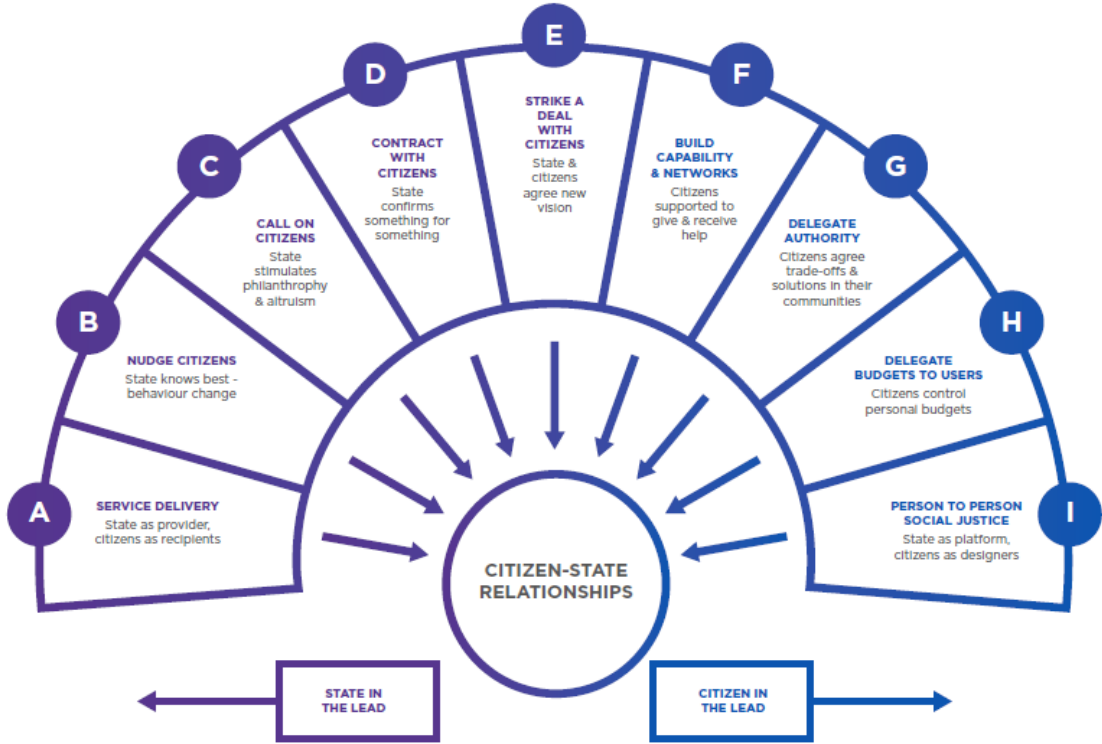 A
SERVICE DELIVERY
State as provider,
citizens as recipients
B
NUDGE CITIZENS
State knows best -
behaviour change
C
CALL ON
CITIZENS
State
stimulates
philanthropy
& altruism
D
CONTRACT
WITH
CITIZENS
State
confirms
something for
something
E
STRIKE A
DEAL
WITH
CITIZENS
State &
citizens
agree new
vision
F
BUILD
CAPABILITY
& NETWORKS
Citizens
supported to
give & receive
help
G
DELEGATE
AUTHORITY
Citizens agree
trade-offs &
solutions in their
communities
H
DELEGATE
BUDGETS TO USERS
Citizens control
personal budgets
I
PERSON TO PERSON
SOCIAL JUSTICE
State as platform,
citizens as designers
CITIZEN-STATE
RELATIONSHIPS
STATE IN
THE LEAD
CITIZEN IN
THE LEAD